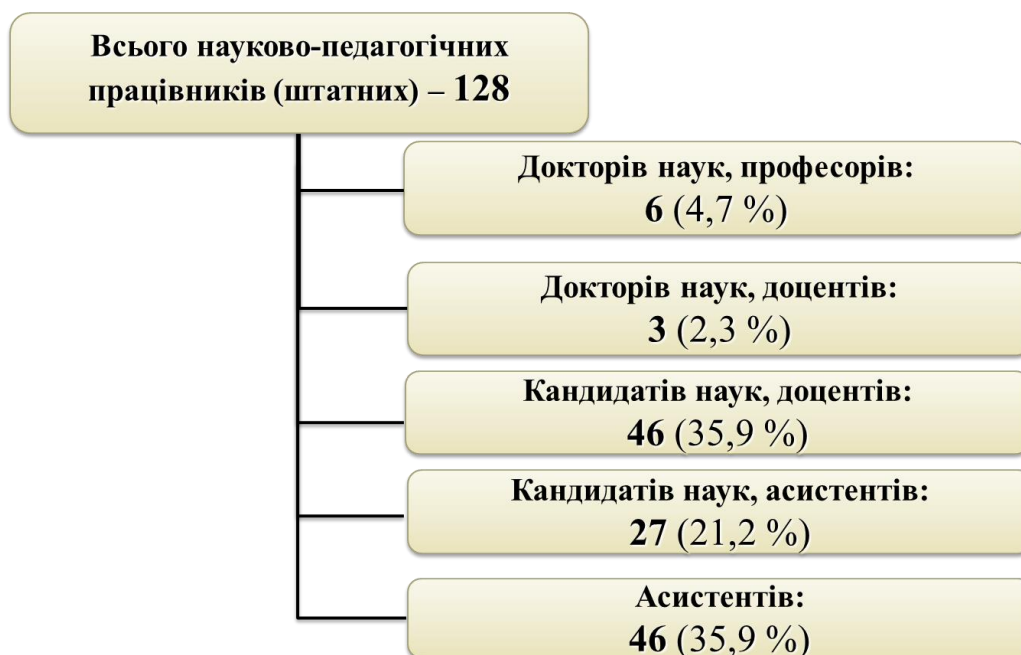 Всього науково-педагогічних
працівників (штатних) – 128
Докторів наук, професорів:
6 (4,7 %)
Докторів наук, доцентів:
3 (2,3 %)
Кандидатів наук, доцентів:
46 (35,9 %)
Кандидатів наук, асистентів:
27 (21,2 %)
Асистентів:
46 (35,9 %)